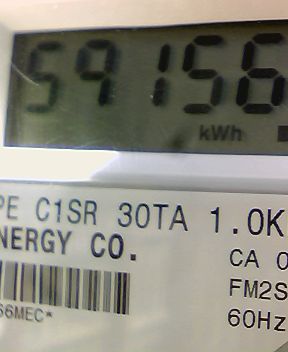 59156
kWh
PE C1SR 30TA 1.0K
NERGY CO.
CA 0
FM2S
66MEC*
60Hz